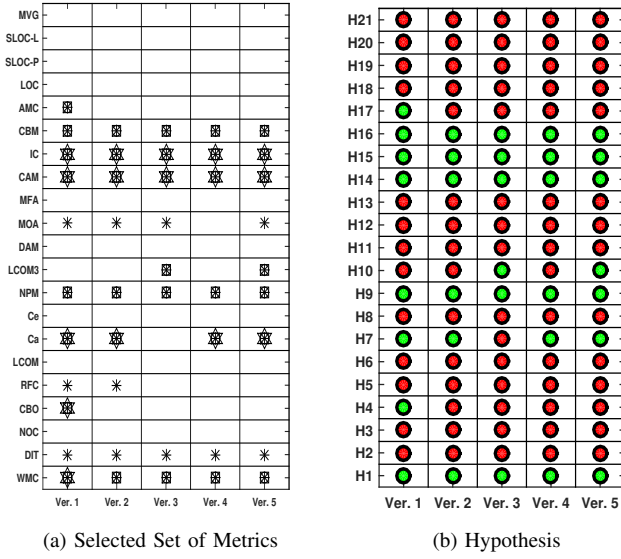 MVG
SLOC-L
SLOC-P
LOC
AMC
CBM
IC
CAM
MFA
MOA
DAM
LCOM3
NPM
Ce
Ca
LCOM
RFC
CBO
NOC
DIT
WMC
Ver. 1 Ver. 2 Ver. 3 Ver. 4 Ver. 5
(a) Selected Set of Metrics
H21
H20
H19
H18
H17
H16
H15
H14
H13
H12
H11
H10
H9
H8
H7
H6
H5
H4
H3
H2
H1
Ver. 1 Ver. 2 Ver. 3 Ver. 4 Ver. 5
(b) Hypothesis